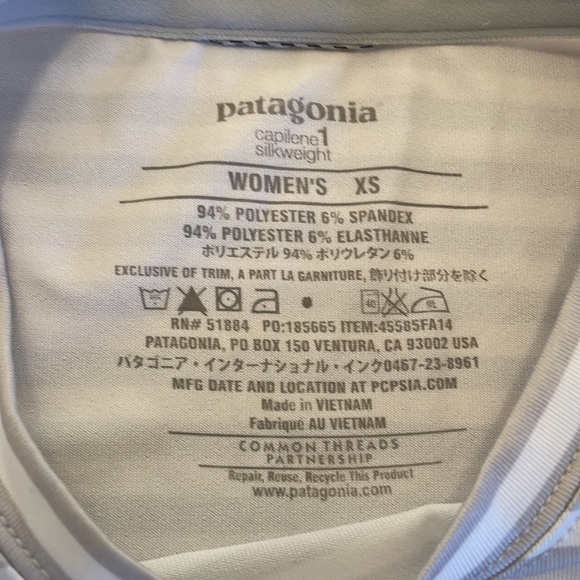 patagonia®
capilene 1
silkweight
WOMEN'S XS
94% POLYESTER 6% SPANDEX
94% POLYESTER 6% ELASTHANNE
ポリエステル 94% ポリウレタン 6%
EXCLUSIVE OF TRIM, A PART LA GARNITURE, 飾り付け部分を除く
RN# 51884 PO:185665 ITEM:45585FA14
PATAGONIA, PO BOX 150 VENTURA, CA 93002 USA
パタゴニア・インターナショナル・インク0467-23-8961
MFG DATE AND LOCATION AT PCPSIA.COM
Made in VIETNAM
Fabriqué AU VIETNAM
COMMON THREADS
PARTNERSHIP
Repair, Reuse, Recycle This Product
www.patagonia.com